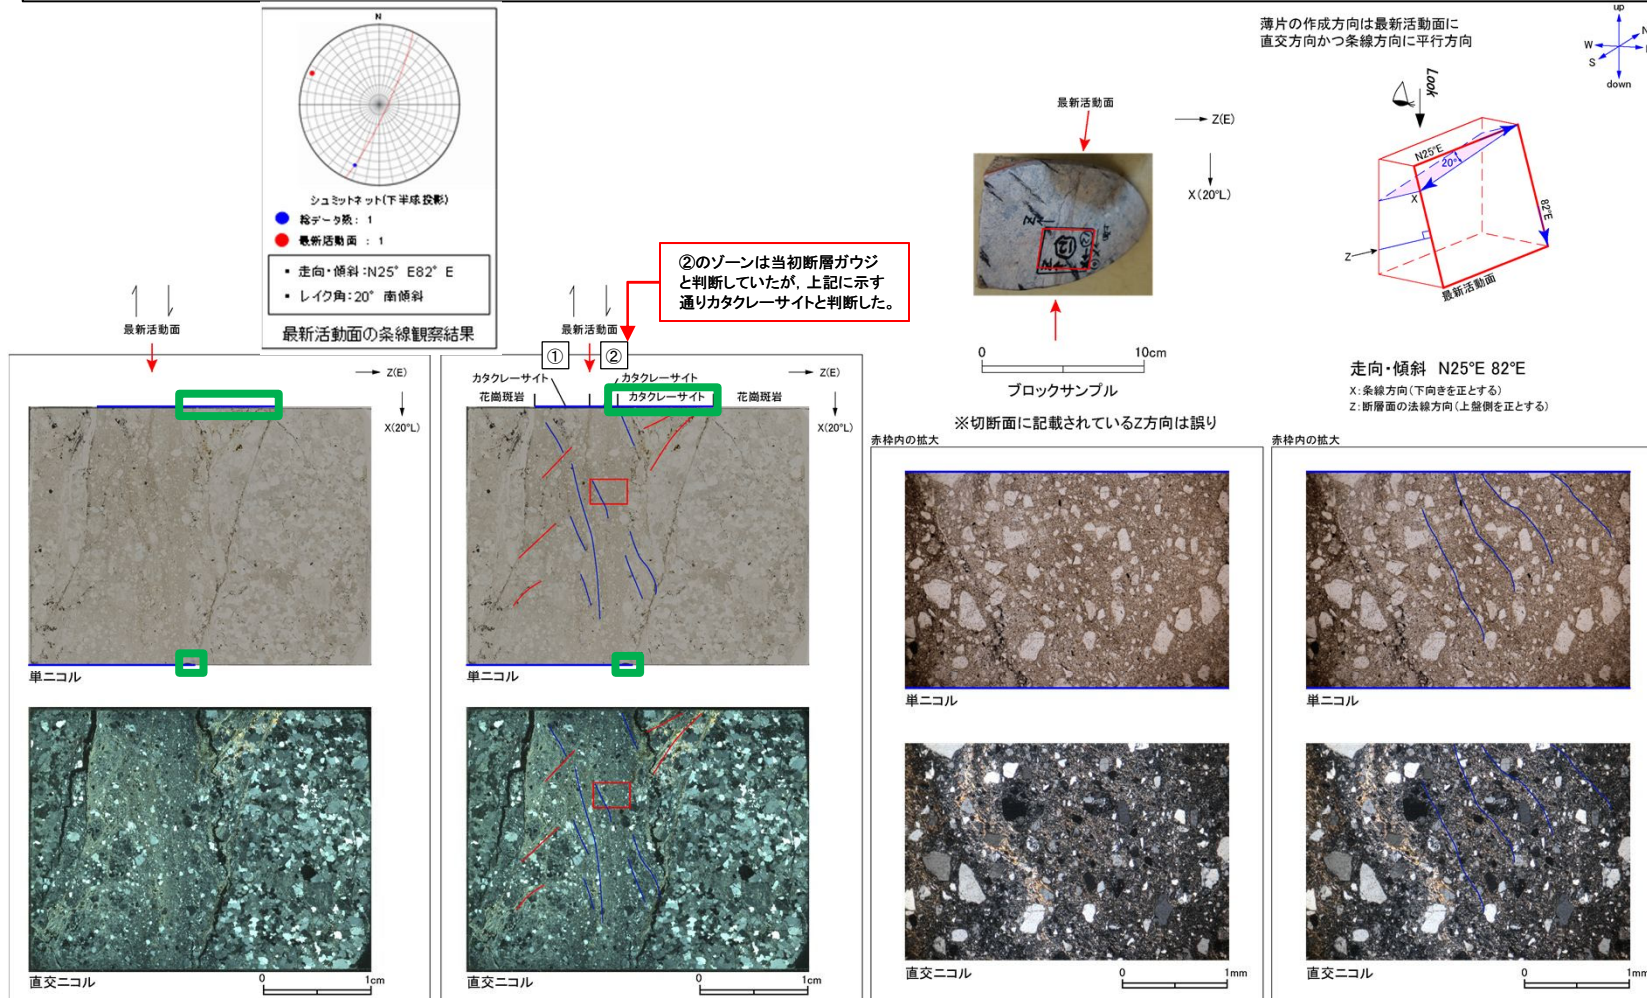 N
シュミットネット(下半球投影)
総データ数： 1
最新活動面 ： 1
▪ 走向・傾斜：N25° E82° E
▪ レイク角：20° 南傾斜
最新活動面の条線観察結果
最新活動面
→ Z(E)
X(20°L)
単ニコル
直交ニコル
0 1cm
②のゾーンは当初断層ガウジ
と判断していたが，上記に示す
通りカタクレーサイトと判断した。
最新活動面
① ②
カタクレーサイト カタクレーサイト
花崗斑岩 カタクレーサイト 花崗斑岩
→ Z(E)
X(20°L)
単ニコル
直交ニコル
0 1cm
最新活動面
→ Z(E)
X(20°L)
⑫
0 10cm
ブロックサンプル
※切断面に記載されているZ方向は誤り
薄片の作成方向は最新活動面に
直交方向かつ条線方向に平行方向
up
N
W
S
down
Look
N25°E
20°
X
82°E
Z
最新活動面
走向・傾斜 N25°E 82°E
X：条線方向(下向きを正とする)
Z：断層面の法線方向(上盤側を正とする)
赤枠内の拡大
単ニコル
直交ニコル
0 1mm
赤枠内の拡大
単ニコル
直交ニコル
0 1mm